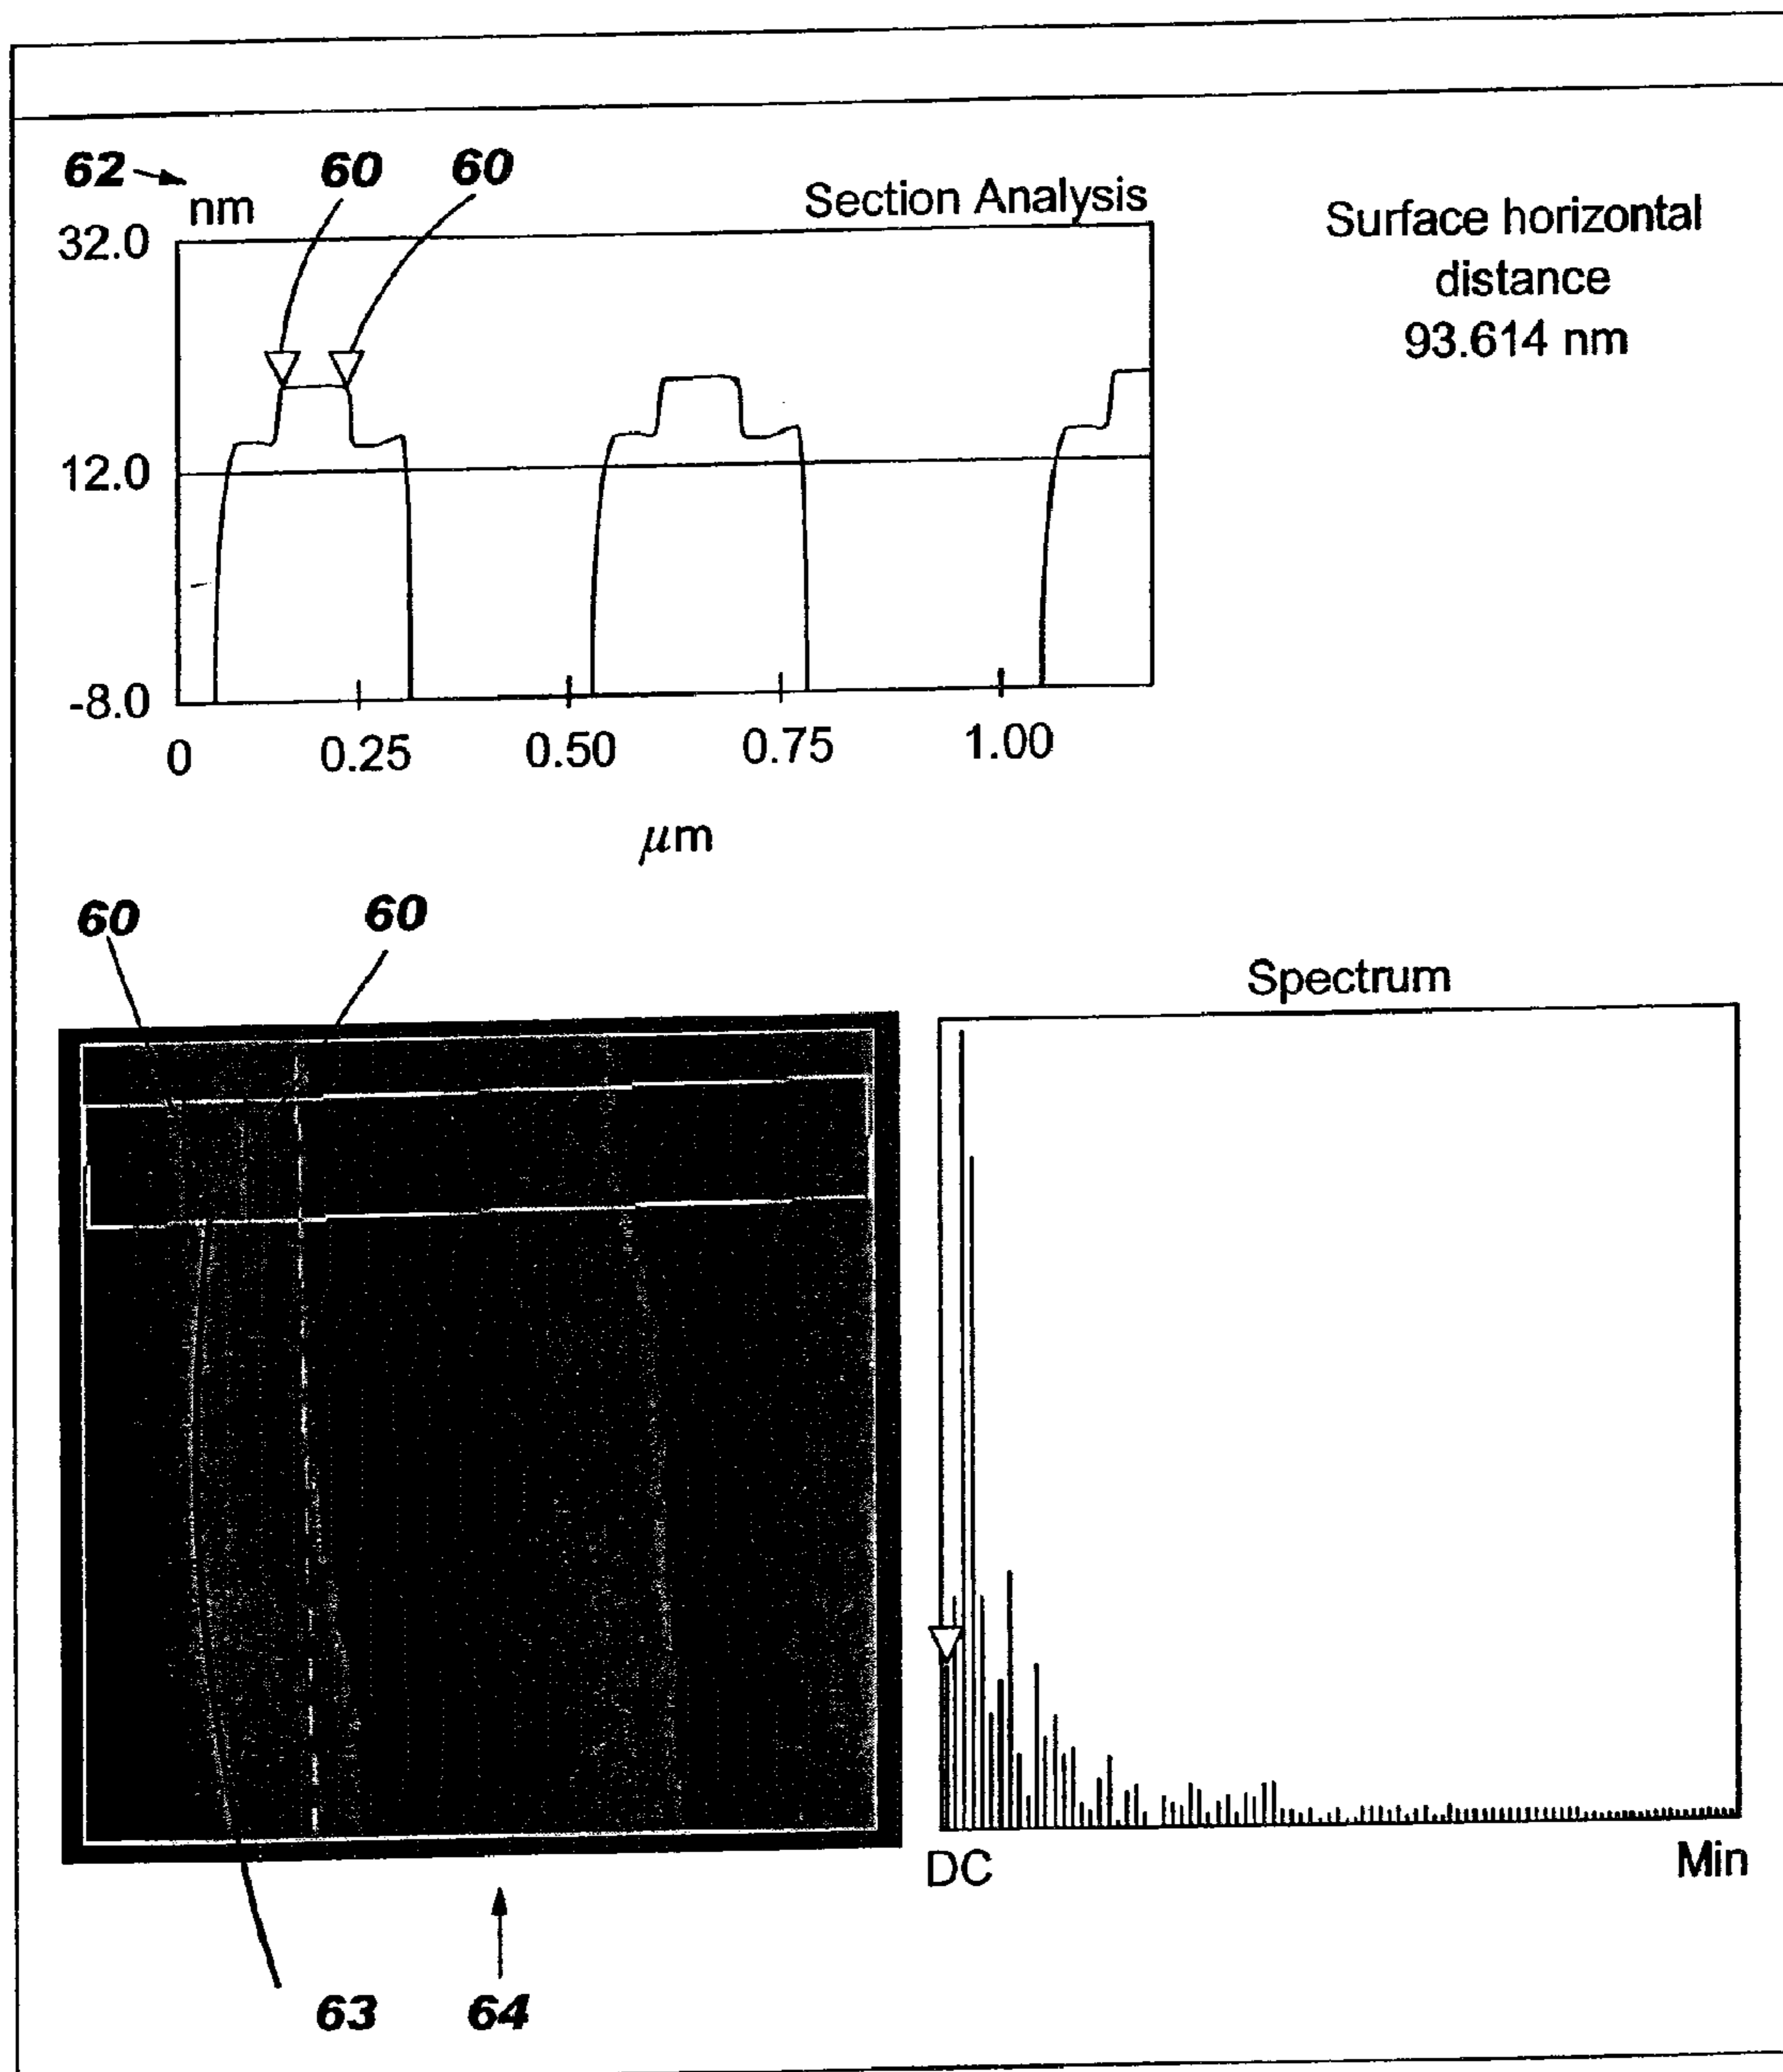 62
60
60
nm
Section Analysis
32.0
12.0
-8.0
0
0.25
0.50
0.75
1.00
μm
Surface horizontal
distance
93.614 nm
60
60
Spectrum
DC
Min
63
64